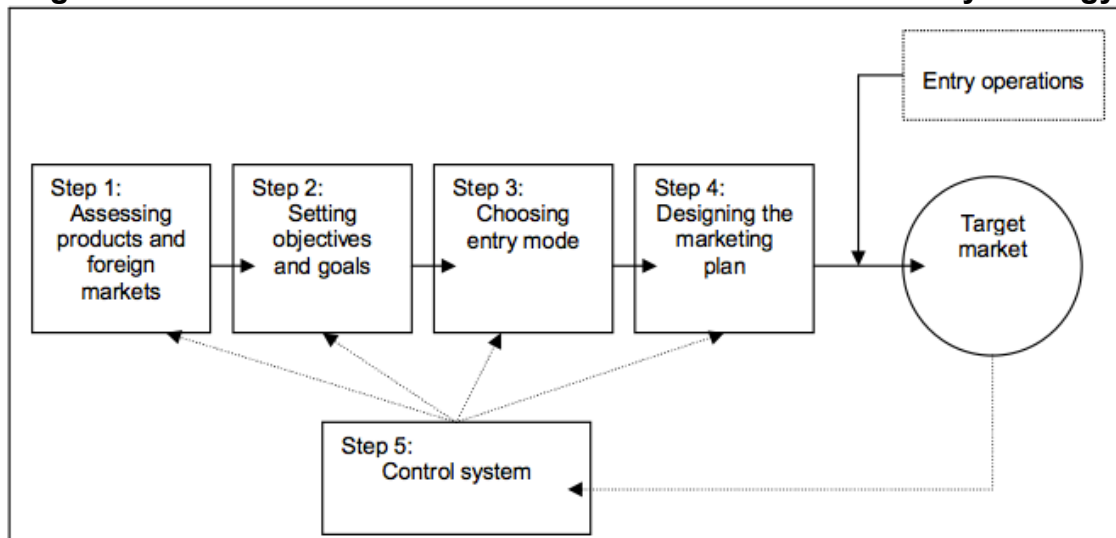 Entry operations
Step 1:
Assessing
products and
foreign
markets
Step 2:
Setting
objectives
and goals
Step 3:
Choosing
entry mode
Step 4:
Designing the
marketing
plan
Target
market
Step 5:
Control system